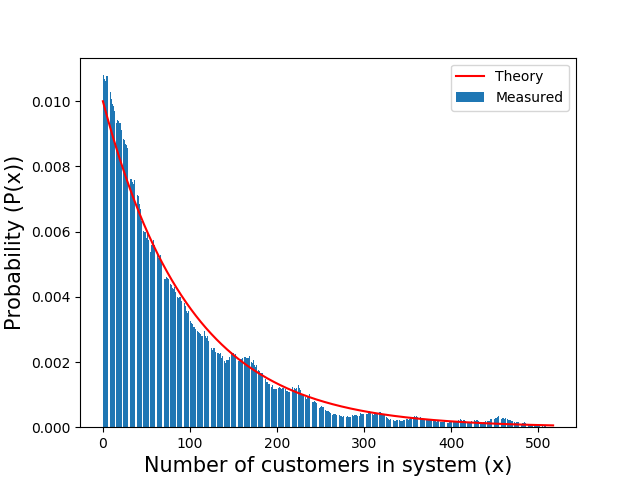 Theory
Measured
Probability (P(x))
0.010
0.008
0.006
0.004
0.002
0.000
0 100 200 300 400 500
Number of customers in system (x)